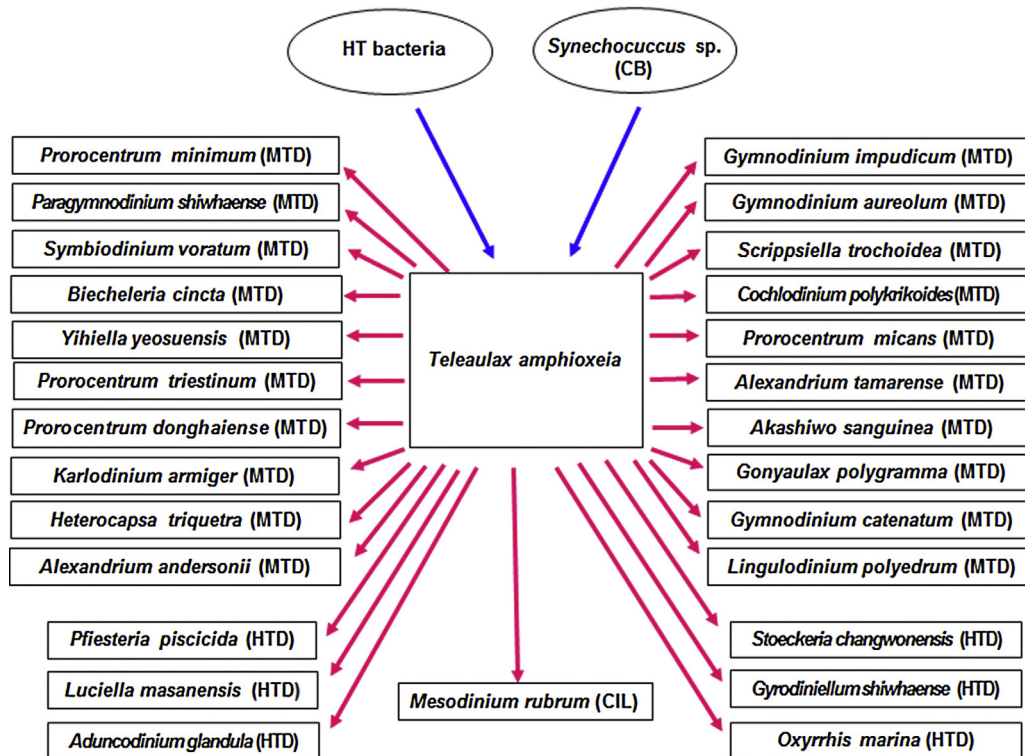 HT bacteria
Synechocuccus sp.
(CB)
Prorocentrum minimum (MTD)
Paragymnodinium shiwhaense (MTD)
Symbiodinium voratum (MTD)
Biecheleria cincta (MTD)
Yihiella yeosuensis (MTD)
Prorocentrum triestinum (MTD)
Prorocentrum donghaiense (MTD)
Karlodinium armiger (MTD)
Heterocapsa triquetra (MTD)
Alexandrium andersonii (MTD)
Pfiesteria piscicida (HTD)
Luciella masanensis (HTD)
Aduncodinium glandula (HTD)
Teleaulax amphioxeia
Mesodinium rubrum (CIL)
Gymnodinium impudicum (MTD)
Gymnodinium aureolum (MTD)
Scrippsiella trochoidea (MTD)
Cochlodinium polykrikoides (MTD)
Prorocentrum micans (MTD)
Alexandrium tamarense (MTD)
Akashiwo sanguinea (MTD)
Gonyaulax polygramma (MTD)
Gymnodinium catenatum (MTD)
Lingulodinium polyedrum (MTD)
Stoeckeria changwonensis (HTD)
Gyrodiniellum shiwhaense (HTD)
Oxyrrhis marina (HTD)